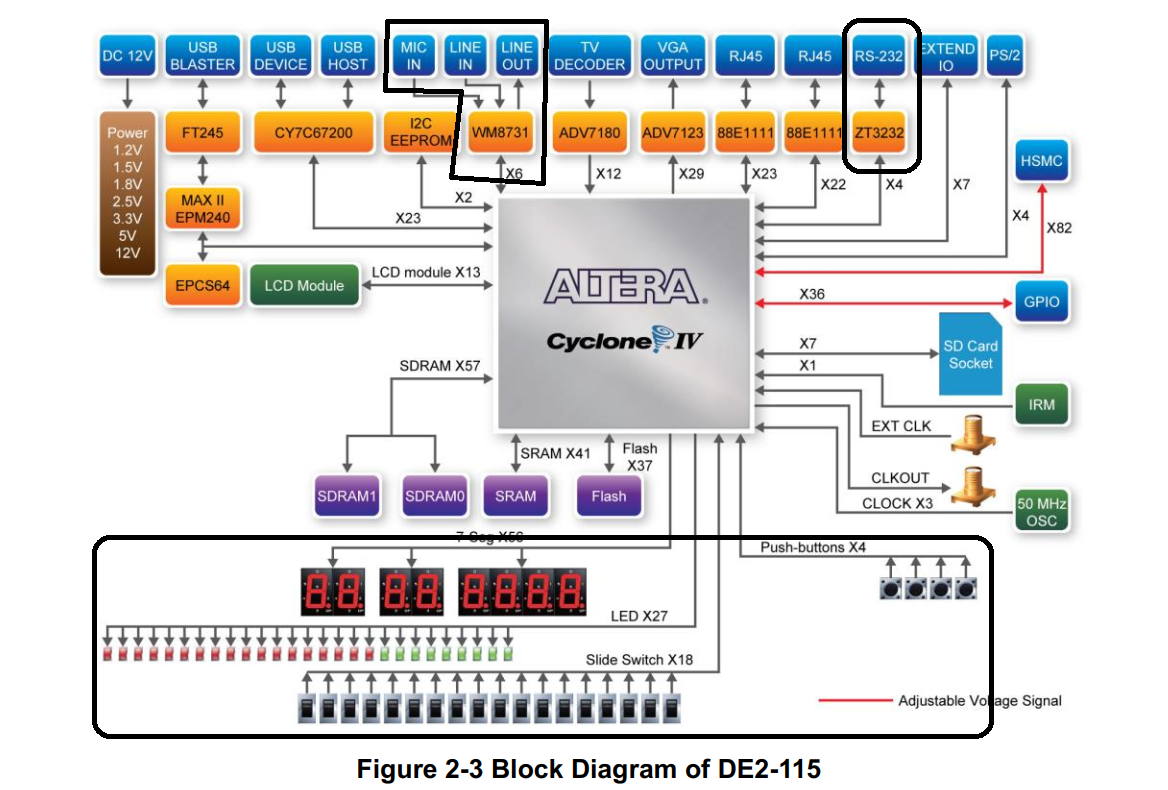 DC 12V
USB
BLASTER
USB
DEVICE
USB
HOST
MIC
IN
LINE
IN
LINE
OUT
TV
DECODER
VGA
OUTPUT
RJ45
RJ45
RS-232
EXTEND
IO
PS/2
Power
1.2V
1.5V
1.8V
2.5V
3.3V
5V
12V
FT245
CY7C67200
I2C
EEPROM
WM8731
ADV7180
ADV7123
88E1111
88E1111
ZT3232
HSMC
X6
X12
X29
X23
X22
X4
X7
X4
X82
MAX II
EPM240
X2
X23
EPCS64
LCD Module
LCD module X13
ALTERA
Cyclone IV
X36
GPIO
X7
SD Card
Socket
X1
IRM
SDRAM X57
EXT CLK
SRAM X41
Flash
X37
CLKOUT
CLOCK X3
50 MHz
OSC
SDRAM1
SDRAM0
SRAM
Flash
7-Seg X56
Push-buttons X4
88
88
8888
LED X27
Slide Switch X18
Adjustable Voltage Signal
Figure 2-3 Block Diagram of DE2-115